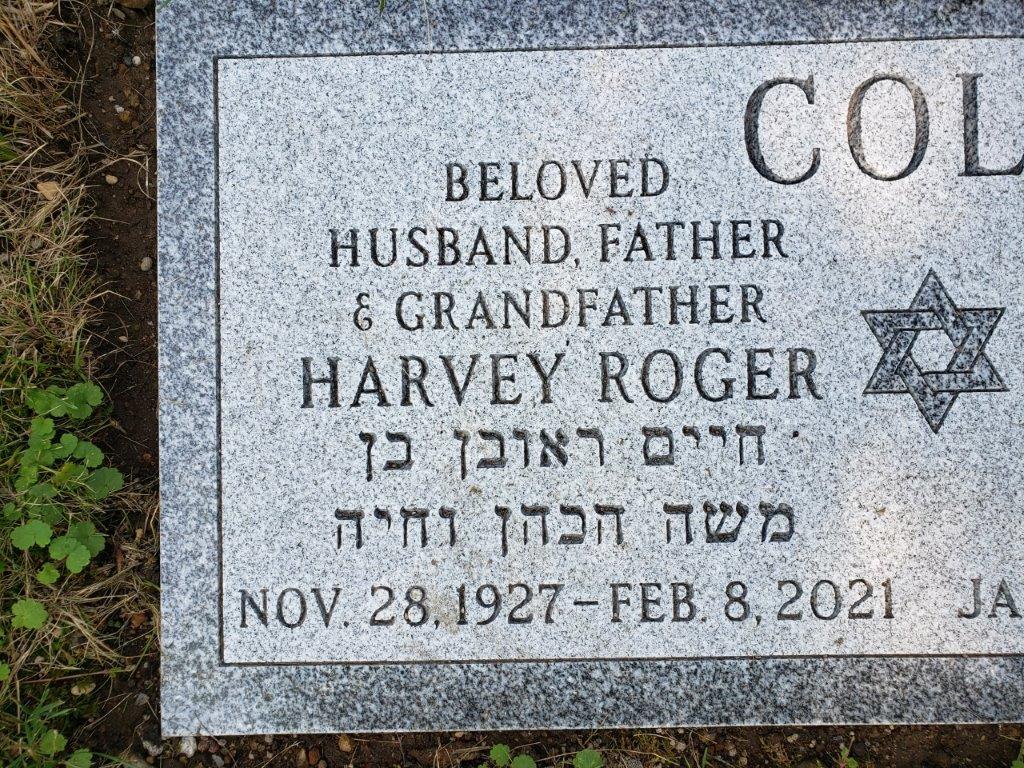 COL
BELOVED
HUSBAND, FATHER
& GRANDFATHER
HARVEY ROGER
חיים ראובן בן
משה הכהן וחיה
NOV. 28, 1927–FEB. 8, 2021 JA